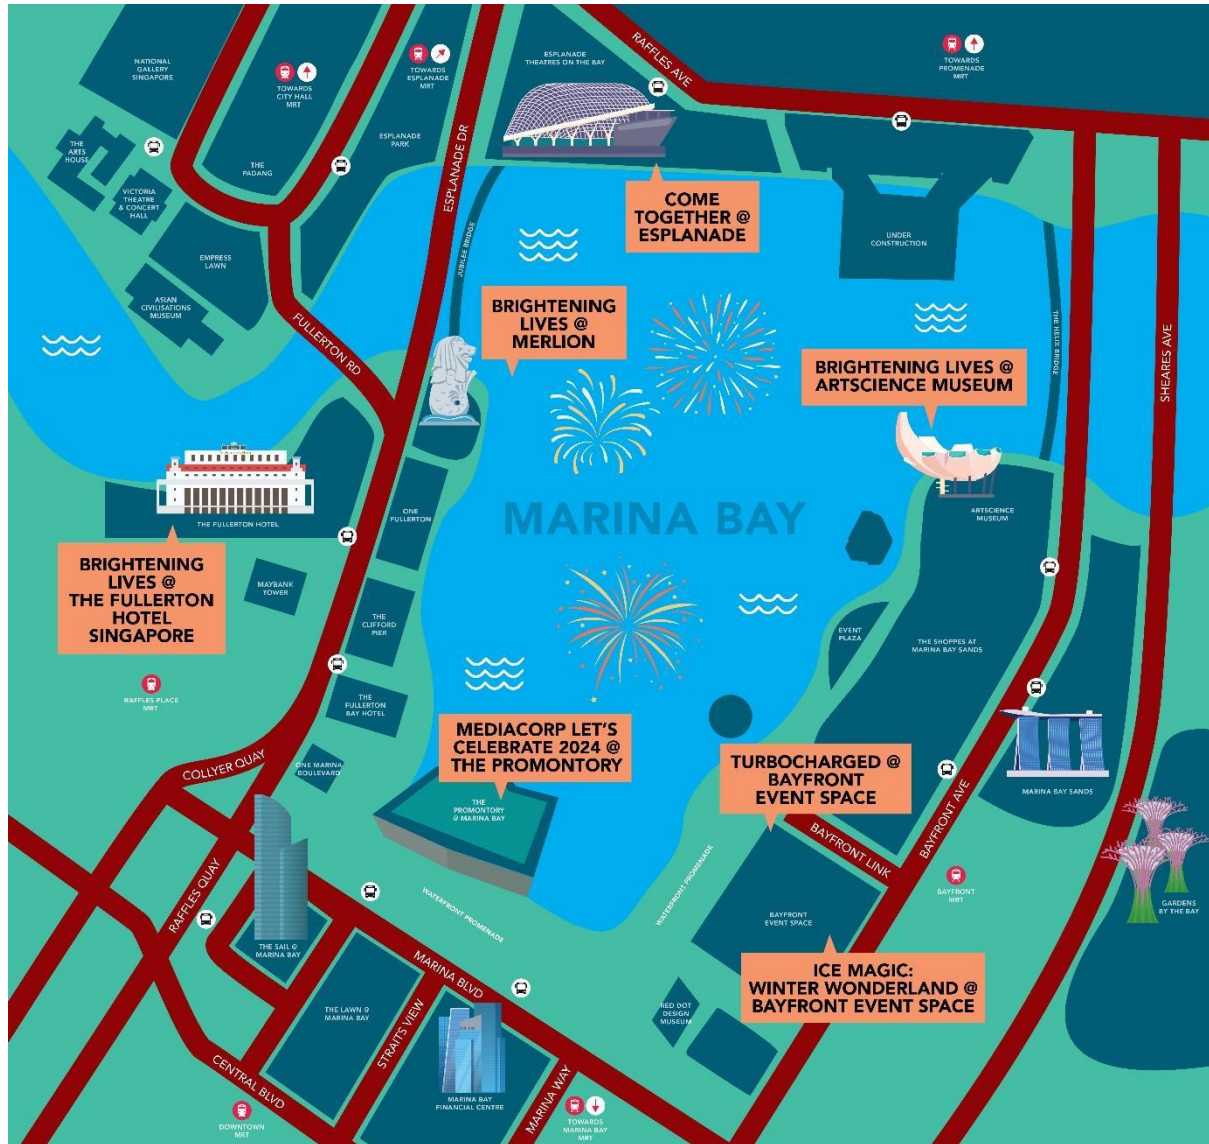 NATIONAL
GALLERY
SINGAPORE
TOWARDS
CITY HALL
MRT
TOWARDS
ESPLANADE
MRT
ESPLANADE
THEATRES ON THE BAY
RAFFLES AVE
TOWARDS
PROMENADE
MRT
THE
ARTS
HOUSE
VICTORIA
THEATRE
& CONCERT
HALL
THE
PADANG
ESPLANADE
PARK
ESPLANADE DR
JUBILEE BRIDGE
COME
TOGETHER @
ESPLANADE
UNDER
CONSTRUCTION
EMPRESS
LAWN
ASIAN
CIVILISATIONS
MUSEUM
FULLERTON RD
BRIGHTENING
LIVES @
MERLION
THE HELIX BRIDGE
SHEARES AVE
BRIGHTENING LIVES @
ARTSCIENCE MUSEUM
MARINA BAY
THE FULLERTON HOTEL
ONE
FULLERTON
ARTSCIENCE
MUSEUM
BRIGHTENING
LIVES @
THE FULLERTON
HOTEL
SINGAPORE
MAYBANK
TOWER
THE
CLIFFORD
PIER
EVENT
PLAZA
THE SHOPPES AT
MARINA BAY SANDS
RAFFLES PLACE
MRT
THE
FULLERTON
BAY HOTEL
MEDIACORP LET'S
CELEBRATE 2024 @
THE PROMONTORY
TURBOCHARGED @
BAYFRONT
EVENT SPACE
COLLYER QUAY
ONE MARINA
BOULEVARD
THE
PROMONTORY
@ MARINA BAY
MARINA BAY SANDS
BAYFRONT AVE
BAYFRONT LINK
BAYFRONT
MRT
GARDENS
BY THE BAY
RAFFLES QUAY
WATERFRONT PROMENADE
WATERFRONT PROMENADE
BAYFRONT
EVENT SPACE
THE SAIL @
MARINA BAY
MARINA BLVD
ICE MAGIC:
WINTER WONDERLAND @
BAYFRONT EVENT SPACE
THE LAWN @
MARINA BAY
STRAITS VIEW
RED DOT
DESIGN
MUSEUM
CENTRAL BLVD
MARINA BAY
FINANCIAL CENTRE
MARINA WAY
DOWNTOWN
MRT
TOWARDS
MARINA BAY
MRT